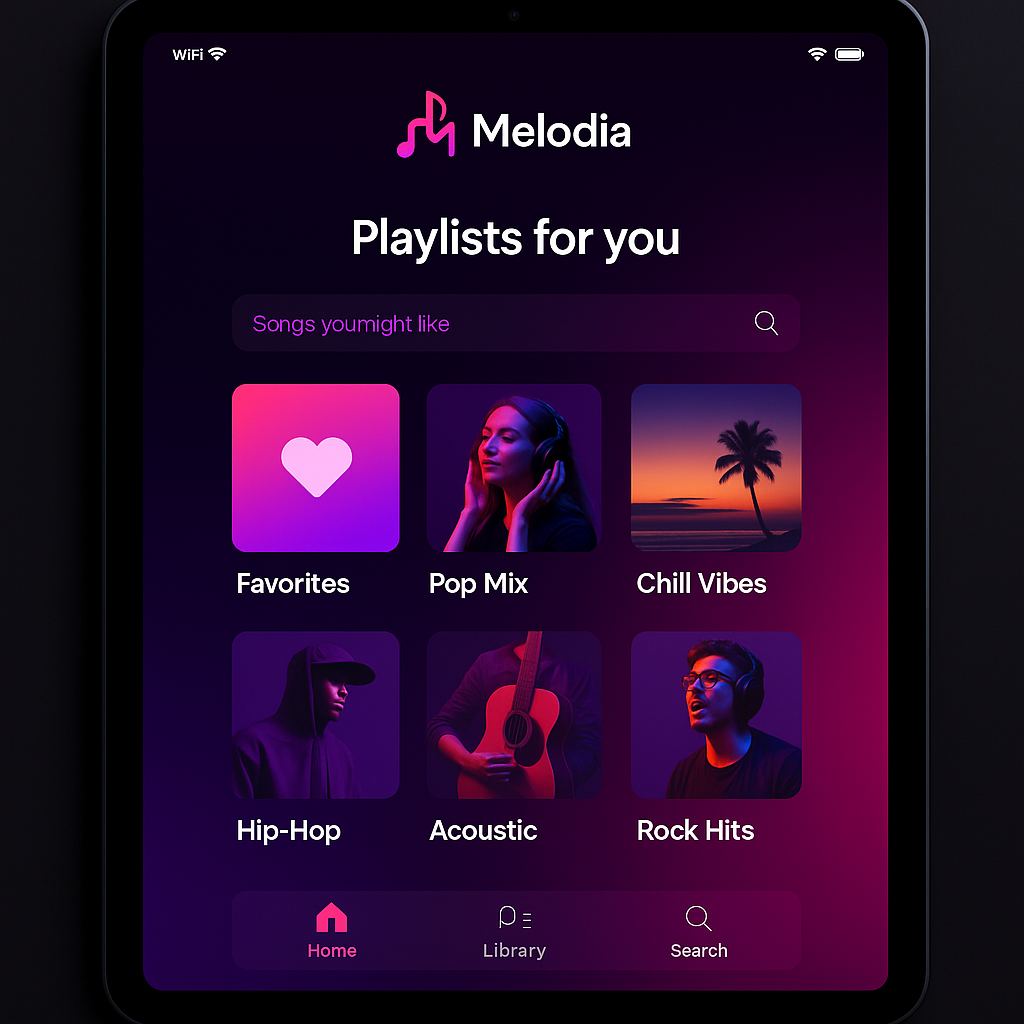 WiFi
Melodia
Playlists for you
Songs youmight like
Favorites
Pop Mix
Chill Vibes
Hip-Hop
Acoustic
Rock Hits
Home
Library
Search